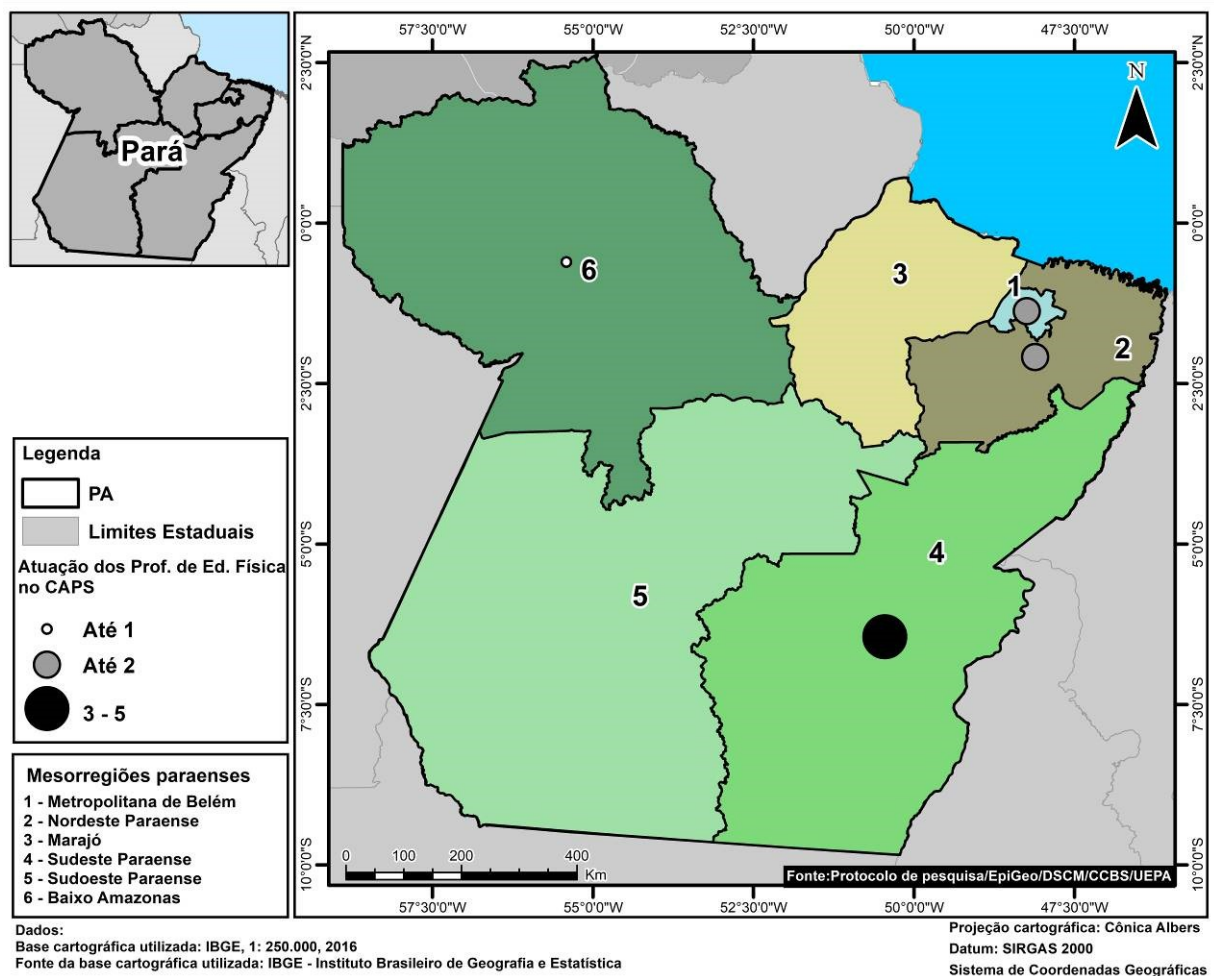 Pará
57°30'0"W 55°0'0"W 52°30'0"W 50°0'0"W 47°30'0"W
2°30'0"N 2°30'0"N
N
0°0'0" 0°0'0"
6
3
1
2
2°30'0"S 2°30'0"S
Legenda
PA
Limites Estaduais
Atuação dos Prof. de Ed. Física
no CAPS
Até 1
Até 2
3 - 5
5°0'0"S 5°0'0"S
4
5
7°30'0"S 7°30'0"S
Mesorregiões paraenses
1 - Metropolitana de Belém
2 - Nordeste Paraense
3 - Marajó
4 - Sudeste Paraense
5 - Sudoeste Paraense
6 - Baixo Amazonas
0 100 200 400
Km
10°0'0"S 10°0'0"S
Fonte:Protocolo de pesquisa/EpiGeo/DSCM/CCBS/UEPA
57°30'0"W 55°0'0"W 52°30'0"W 50°0'0"W 47°30'0"W
Dados:
Base cartográfica utilizada: IBGE, 1: 250.000, 2016
Fonte da base cartográfica utilizada: IBGE - Instituto Brasileiro de Geografia e Estatística
Projeção cartográfica: Cônica Albers
Datum: SIRGAS 2000
Sistema de Coordenadas Geográficas